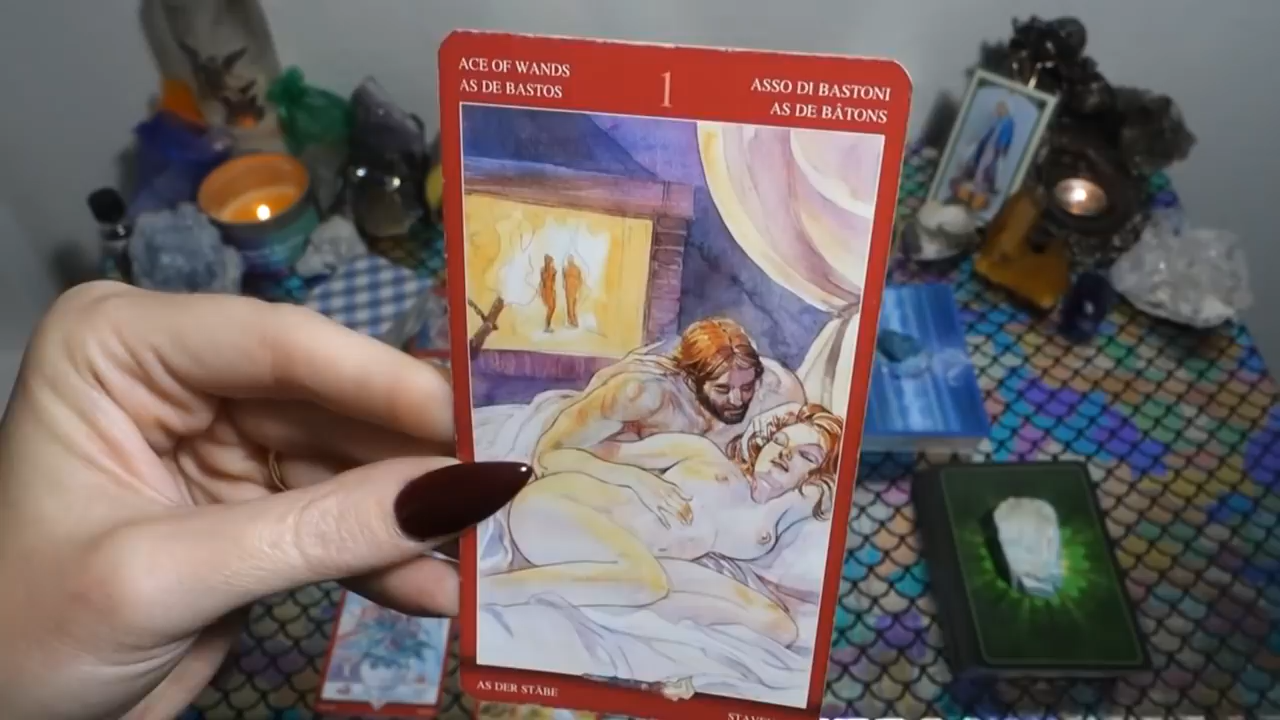 ACE OF WANDS
AS DE BASTOS
1
ASSO DI BASTONI
AS DE BÂTONS
AS DER STÄBE